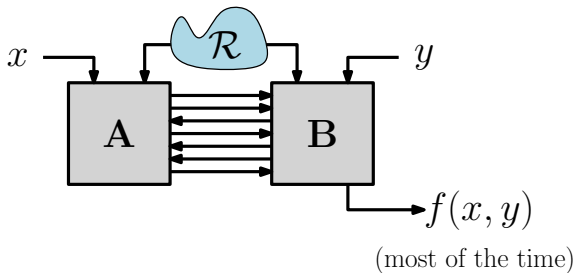 x
R
y
A
B
f(x, y)
(most of the time)